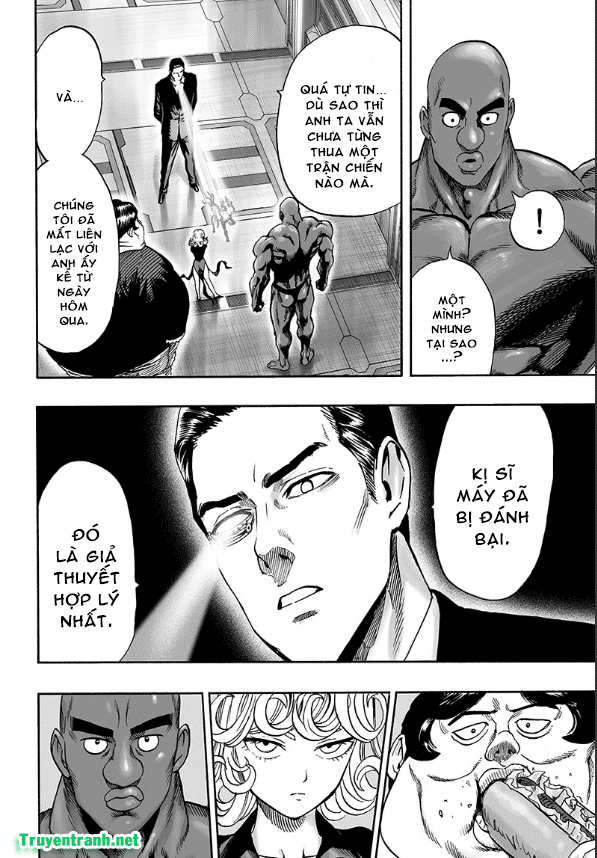 !
MỘT
MÌNH?
NHƯNG
TẠI SAO
...?
QUÁ TỰ TIN...
DÙ SAO THÌ
ANH TA VẪN
CHƯA TỪNG
THUA MỘT
TRẬN CHIẾN
NÀO MÀ.
VÀ...
CHÚNG
TÔI ĐÃ
MẤT LIÊN
LẠC VỚI
ANH ẤY
KỂ TỪ
NGÀY
HÔM
QUA.
KỊ SĨ
MÁY ĐÃ
BỊ ĐÁNH
BẠI.
ĐÓ
LÀ GIẢ
THUYẾT
HỢP LÝ
NHẤT.
Truyentranh.net